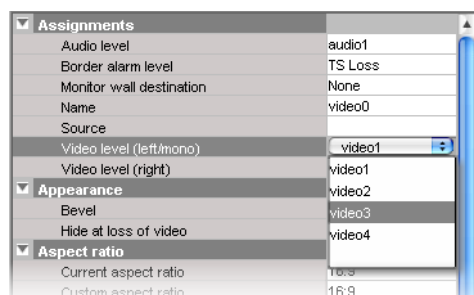 Assignments
Audio level audio1
Border alarm level TS Loss
Monitor wall destination None
Name video0
Source
Video level (left/mono) video1
Video level (right) video1
video2
Appearance
Bevel video3
Hide at loss of video video4
Aspect ratio
Current aspect ratio 16:9
Custom aspect ratio 16:9